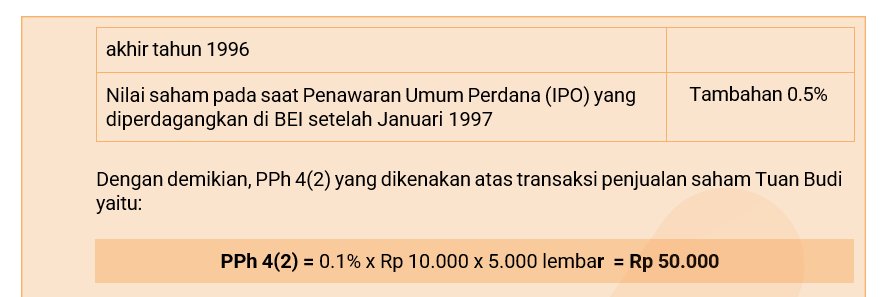 akhir tahun 1996
Nilai saham pada saat Penawaran Umum Perdana (IPO) yang
diperdagangkan di BEI setelah Januari 1997
Tambahan 0.5%
Dengan demikian, PPh 4(2) yang dikenakan atas transaksi penjualan saham Tuan Budi
yaitu:
PPh 4(2) = 0.1% x Rp 10.000 x 5.000 lembar = Rp 50.000